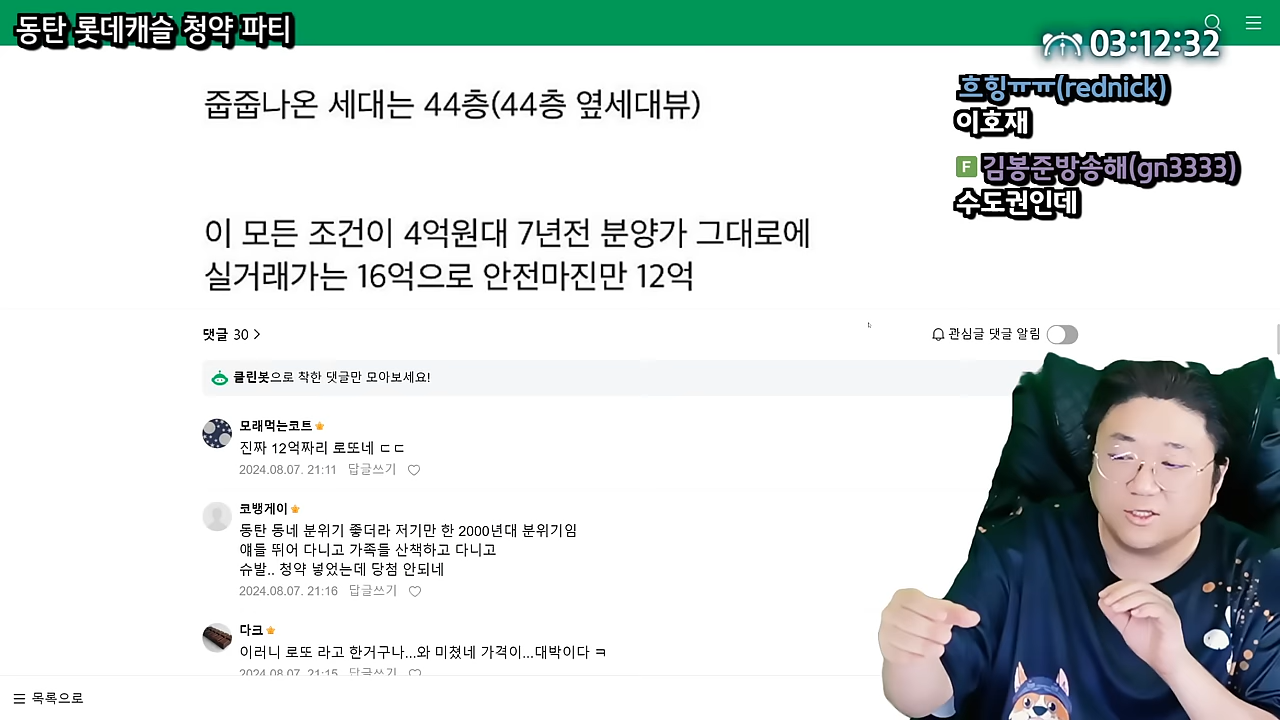 동탄 롯데캐슬 청약 파티
03:12:32
줍줍나온 세대는 44층(44층 옆세대뷰)
흐힝ㅠㅠ(rednick)
이호재
F 김봉준방송해(gn3333)
수도권인데
이 모든 조건이 4억원대 7년전 분양가 그대로에
실거래가는 16억으로 안전마진만 12억
댓글 30
관심글 댓글 알림
클린봇으로 착한 댓글만 모아보세요!
모래먹는코트
진짜 12억짜리 로또네 ㄷㄷ
2024.08.07. 21:11 답글쓰기
코뱅게이
동탄 동네 분위기 좋더라 저기만 한 2000년대 분위기임
얘들 뛰어 다니고 가족들 산책하고 다니고
슈발.. 청약 넣었는데 당첨 안되네
2024.08.07. 21:16 답글쓰기
다크
이러니 로또 라고 한거구나...와 미쳤네 가격이...대박이다 ㅋ
2024.08.07. 21:15 답글쓰기
목록으로